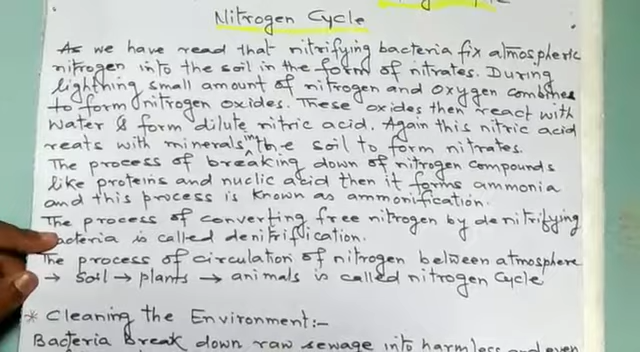 Nitrogen Cycle
As we have read that nitrifying bacteria fix atmospheric
nitrogen into the soil in the form of nitrates. During
lightning small amount of nitrogen and oxygen combines
to form nitrogen oxides. These oxides then react with
water & form dilute nitric acid. Again this nitric acid
reats with minerals in the soil to form nitrates.
The process of breaking down of nitrogen compounds
like proteins and nuclic acid then it forms ammonia
and this process is known as ammonification.
The process of converting free nitrogen by denitrifying
bacteria is called denitrification.
The process of circulation of nitrogen between atmosphere
→ soil → plants → animals is called nitrogen cycle
* Cleaning the Environment:-
Bacteria Break down raw sewage into harmless and even